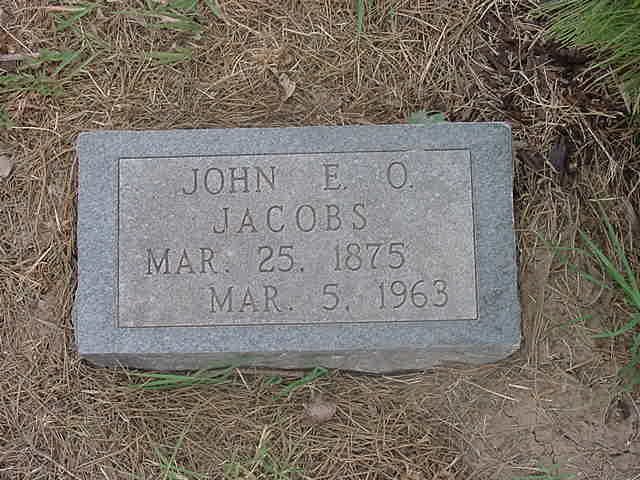 JOHN E. O.
JACOBS
MAR. 25, 1875
MAR. 5, 1963